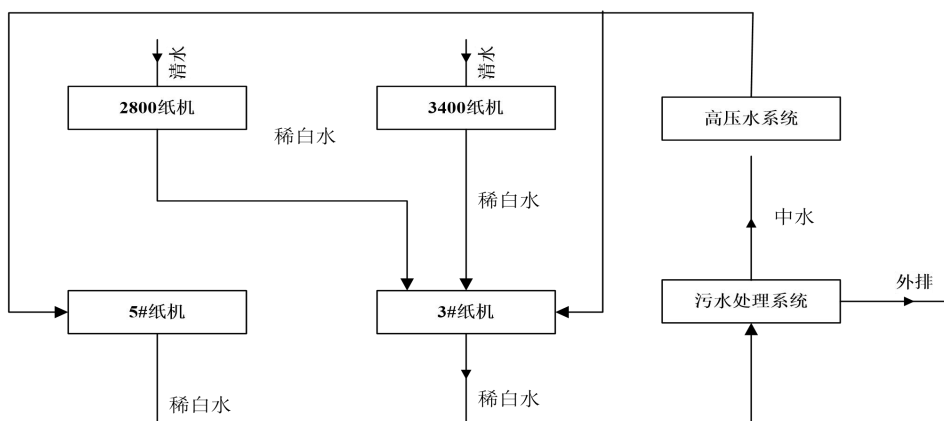 清水
清水
2800纸机
3400纸机
高压水系统
稀白水
稀白水
中水
外排
5#纸机
3#纸机
污水处理系统
稀白水
稀白水